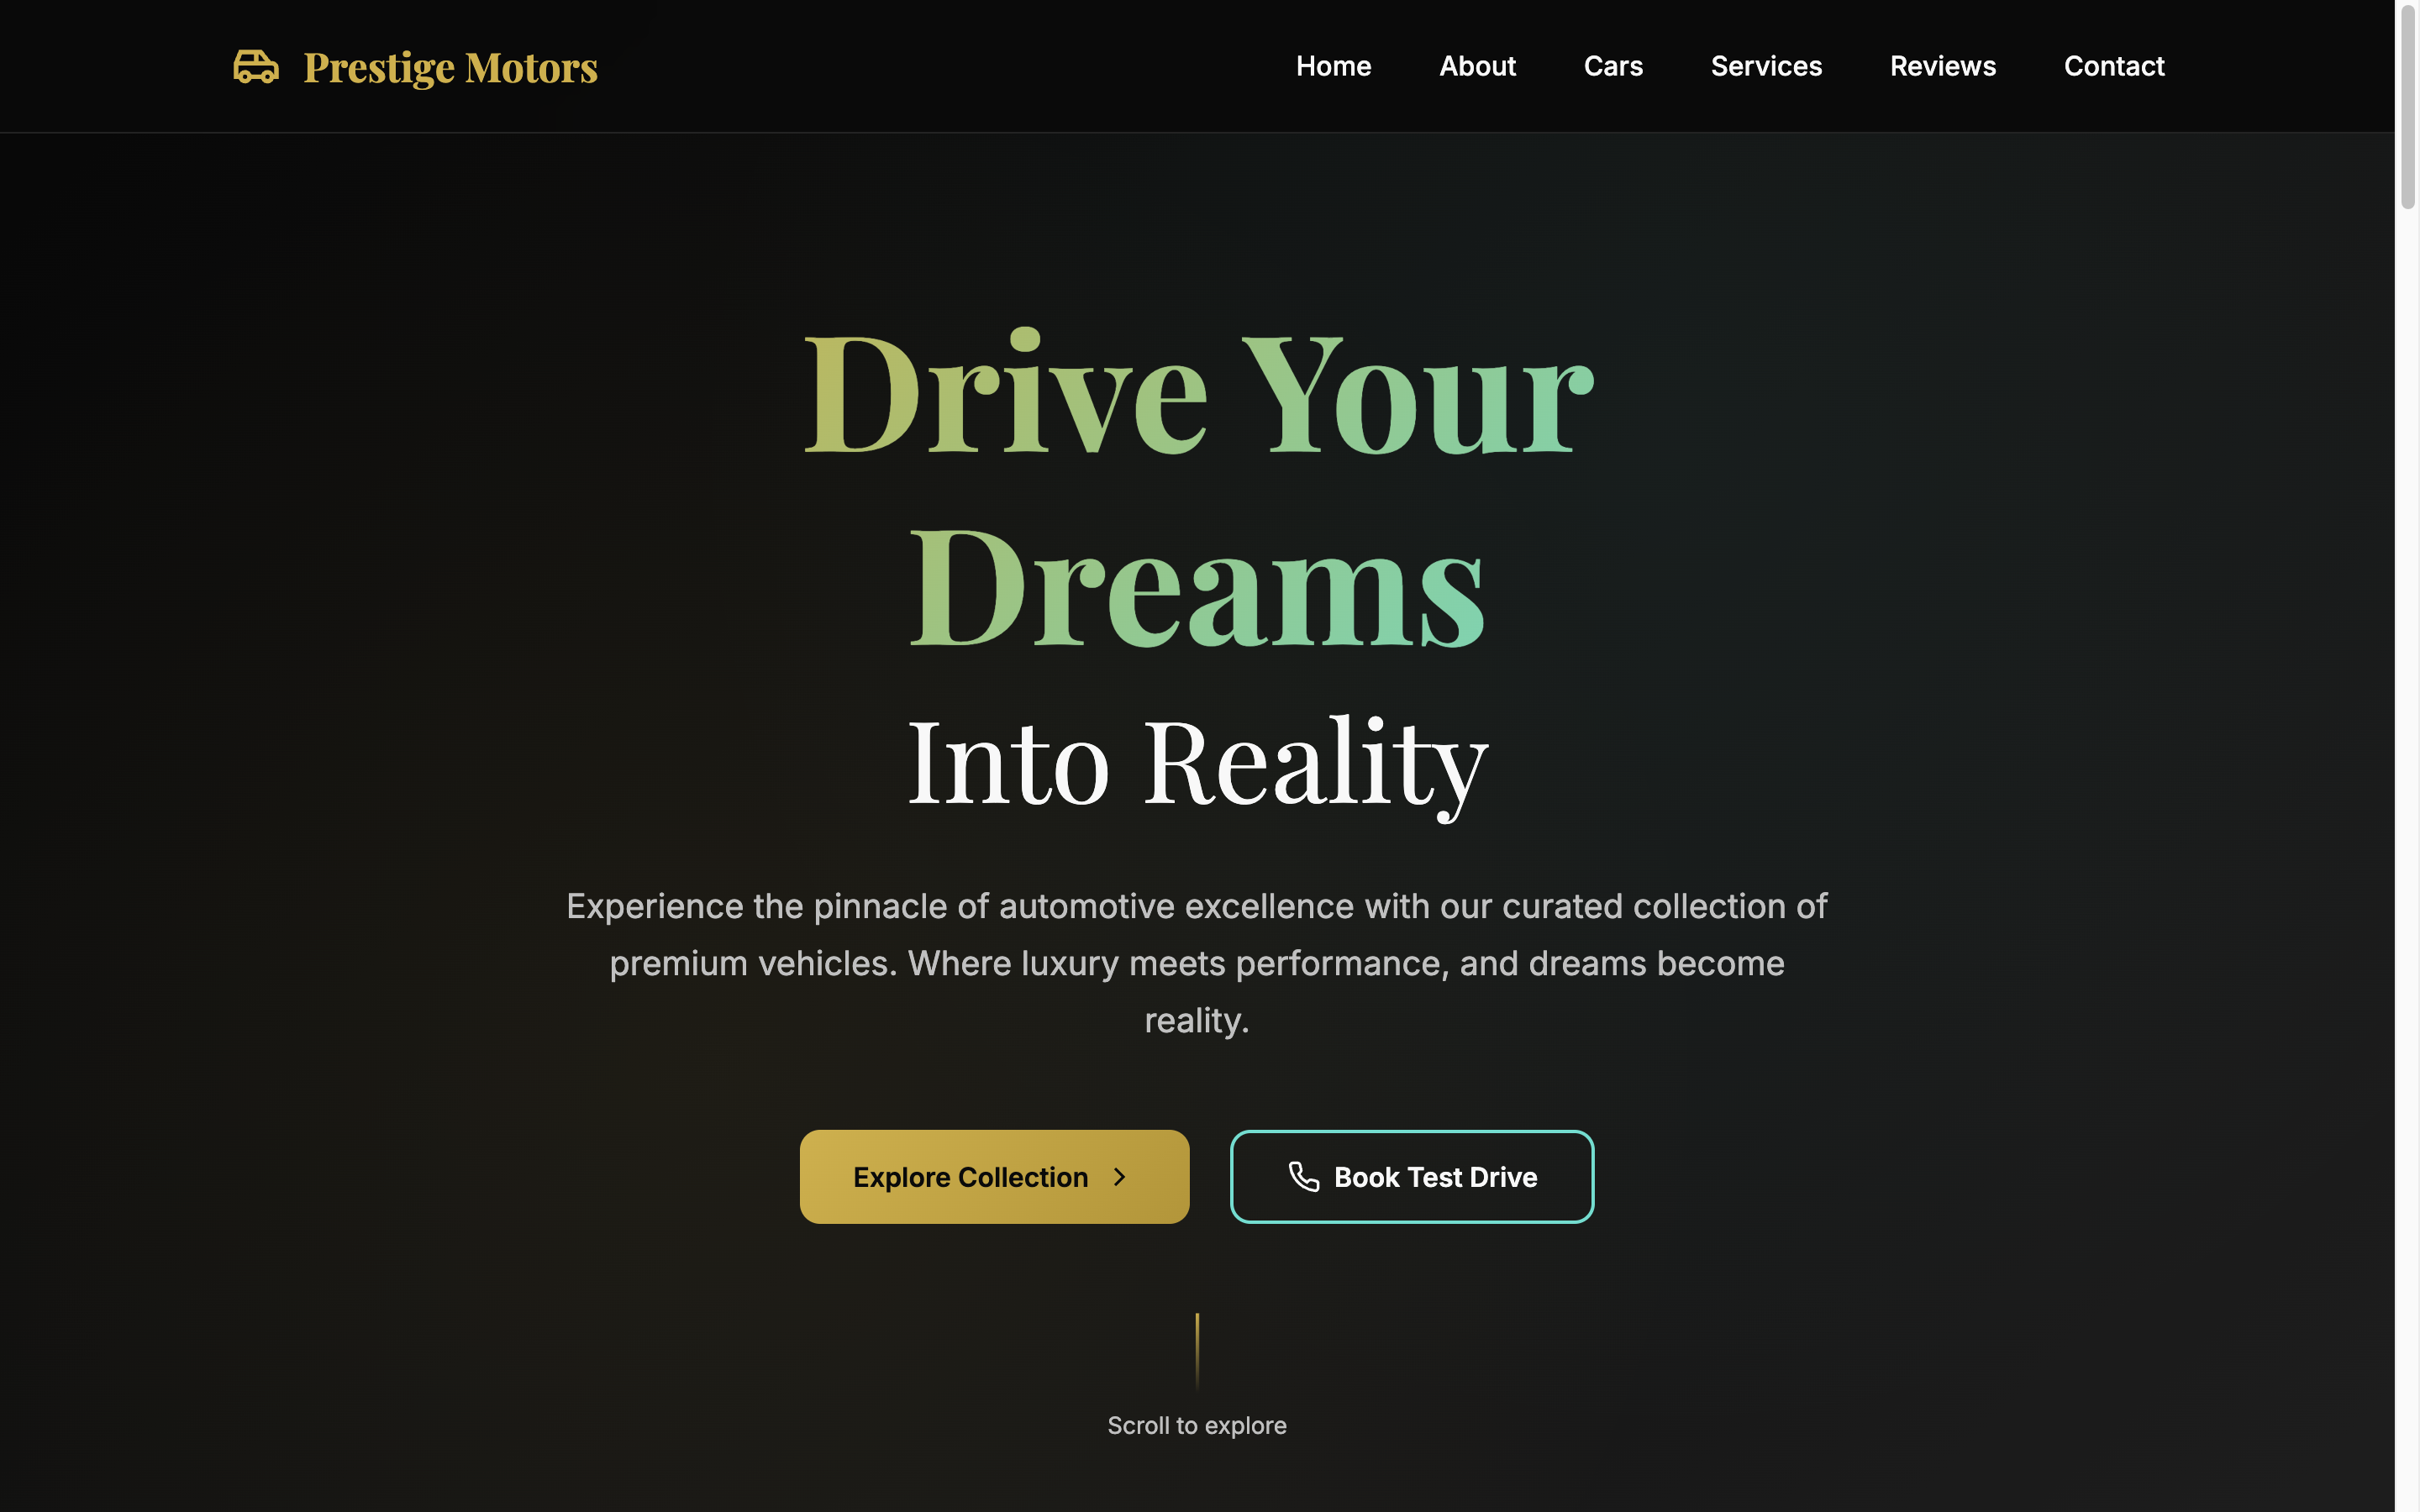 Prestige Motors
Home About Cars Services Reviews Contact
Drive Your
Dreams
Into Reality
Experience the pinnacle of automotive excellence with our curated collection of
premium vehicles. Where luxury meets performance, and dreams become
reality.
Explore Collection
Book Test Drive
Scroll to explore